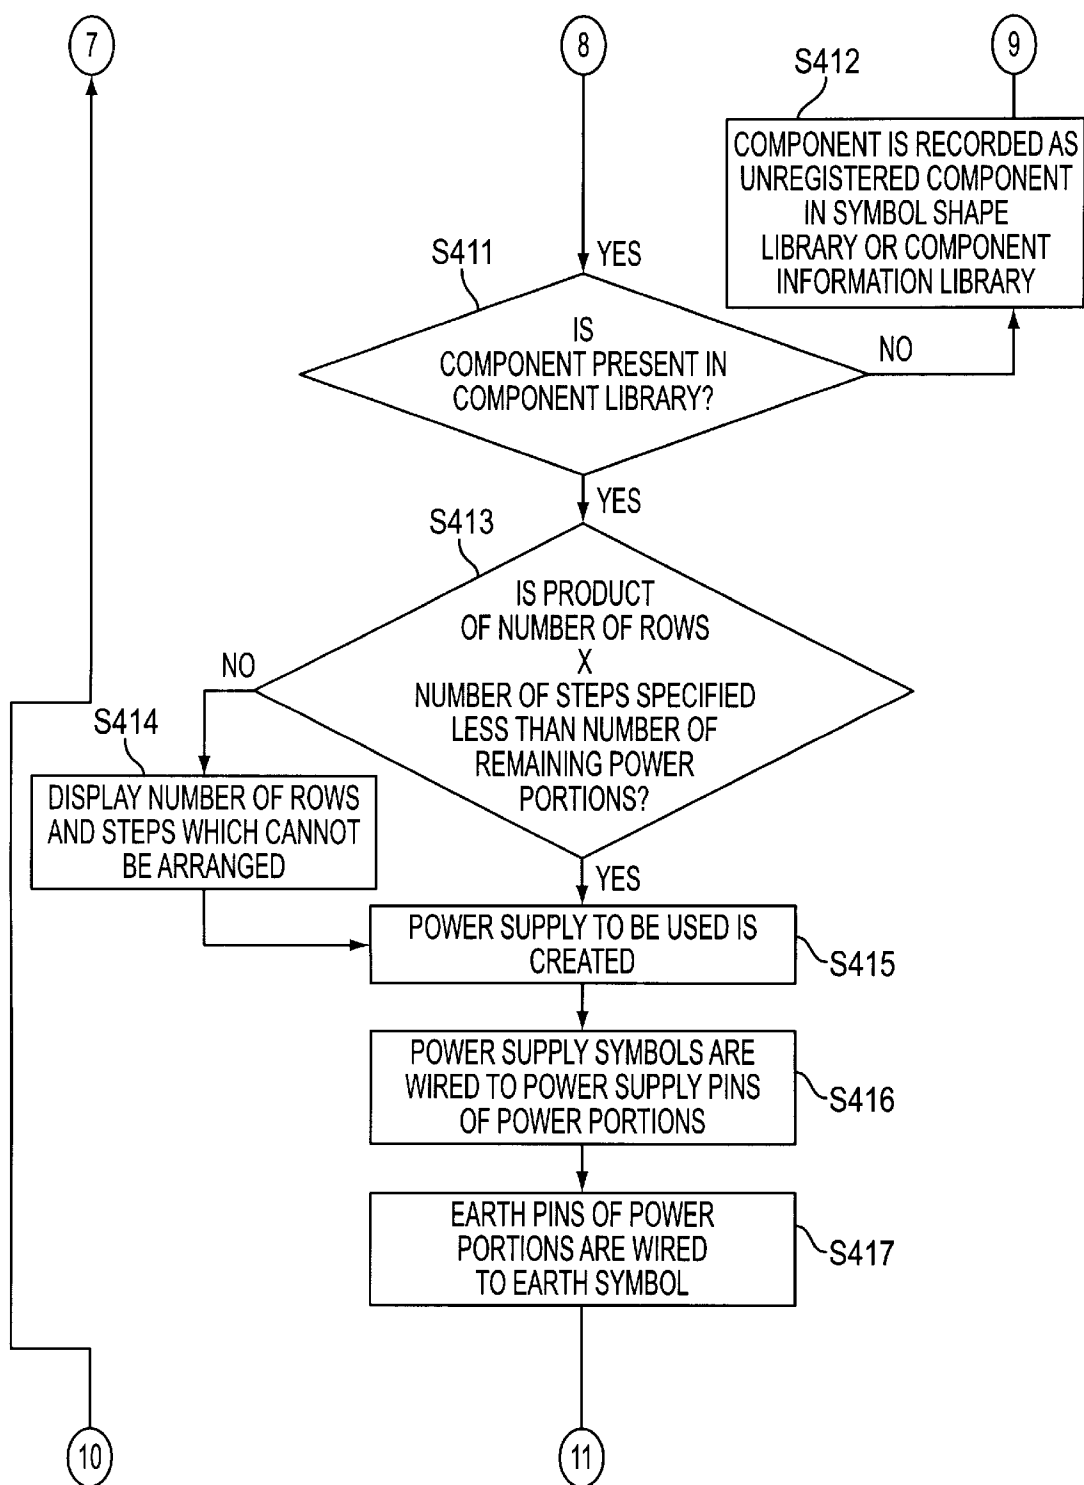 7
8
9
S412
COMPONENT IS RECORDED AS
UNREGISTERED COMPONENT
IN SYMBOL SHAPE
LIBRARY OR COMPONENT
INFORMATION LIBRARY
YES
S411
IS
COMPONENT PRESENT IN
COMPONENT LIBRARY?
NO
YES
S413
IS PRODUCT
OF NUMBER OF ROWS
X
NUMBER OF STEPS SPECIFIED
LESS THAN NUMBER OF
REMAINING POWER
PORTIONS?
NO
S414
DISPLAY NUMBER OF ROWS
AND STEPS WHICH CANNOT
BE ARRANGED
YES
POWER SUPPLY TO BE USED IS
CREATED
S415
POWER SUPPLY SYMBOLS ARE
WIRED TO POWER SUPPLY PINS
OF POWER PORTIONS
S416
EARTH PINS OF POWER
PORTIONS ARE WIRED
TO EARTH SYMBOL
S417
10
11